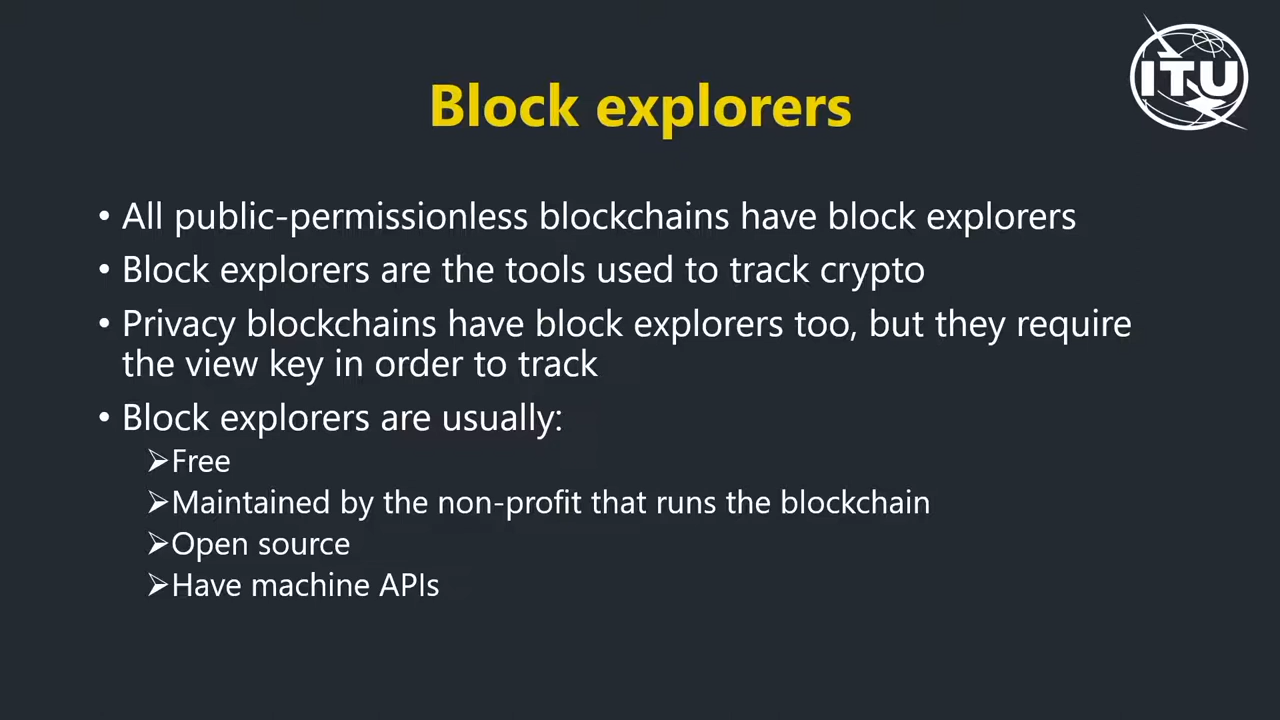 ITU
Block explorers
• All public-permissionless blockchains have block explorers
• Block explorers are the tools used to track crypto
• Privacy blockchains have block explorers too, but they require
the view key in order to track
• Block explorers are usually:
➢Free
➢Maintained by the non-profit that runs the blockchain
➢Open source
➢Have machine APIs